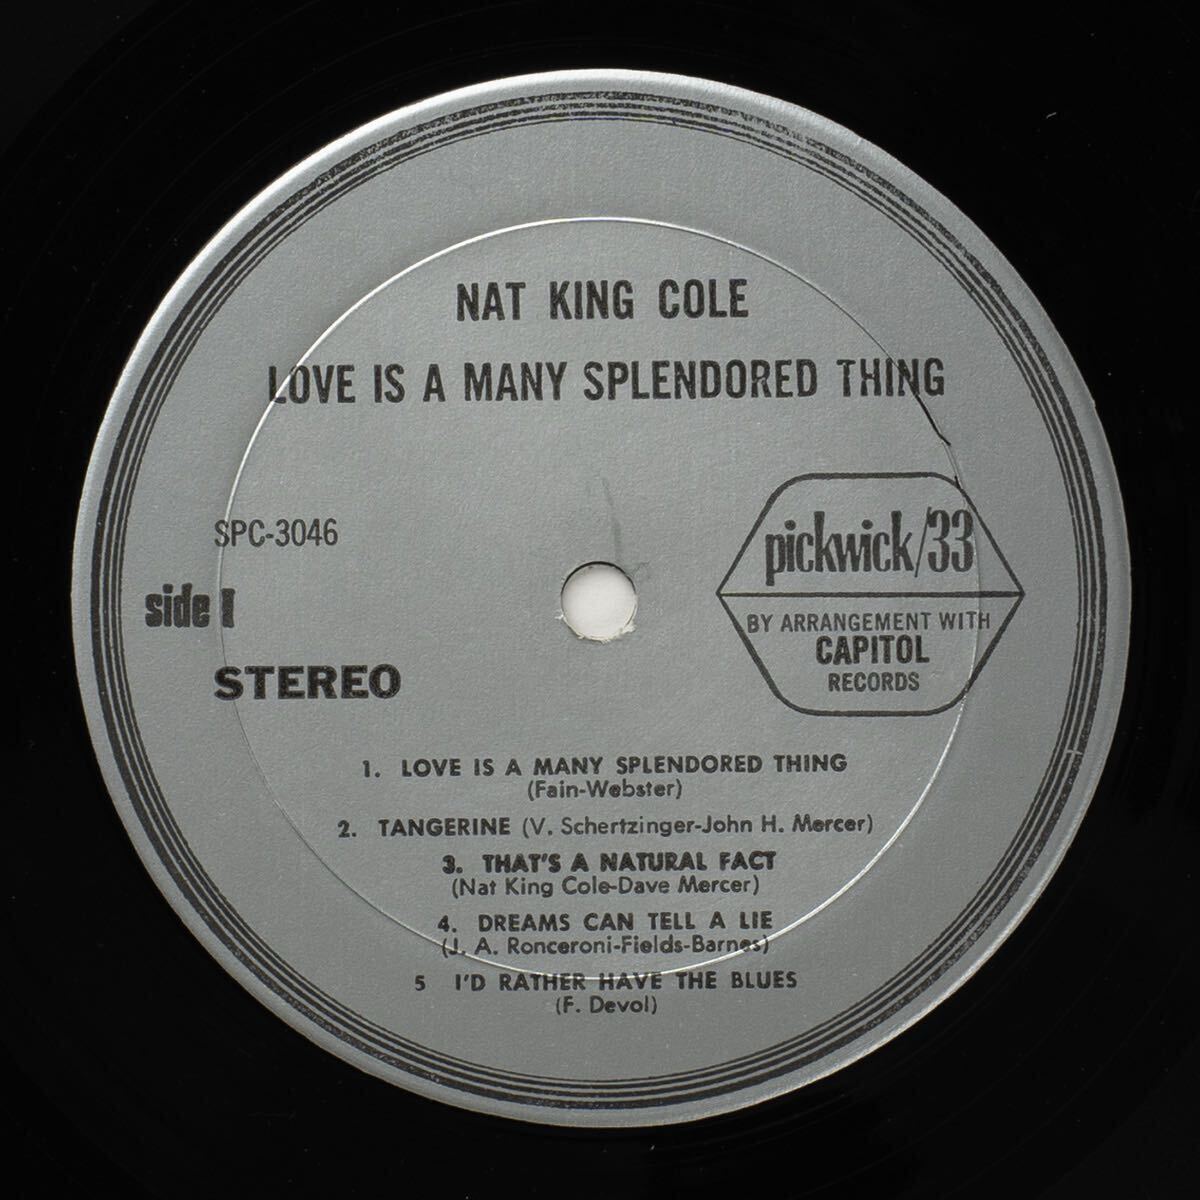 NAT KING COLE
LOVE IS A MANY SPLENDORED THING
SPC-3046
side I
STEREO
pickwick/33
BY ARRANGEMENT WITH
CAPITOL
RECORDS
1. LOVE IS A MANY SPLENDORED THING
(Fain-Webster)
2. TANGERINE (V. Schertzinger-John H. Mercer)
3. THAT'S A NATURAL FACT
(Nat King Cole-Dave Mercer)
4. DREAMS CAN TELL A LIE
(J. A. Ronceroni-Fields-Barnes)
5 I'D RATHER HAVE THE BLUES
(F. Devol)